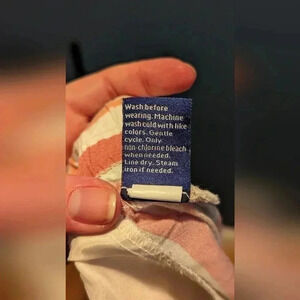 Wash before
wearing. Machine
wash cold with like
colors. Gentle
cycle. Only
non-chlorine bleach
when needed.
Line dry. Steam
iron if needed.